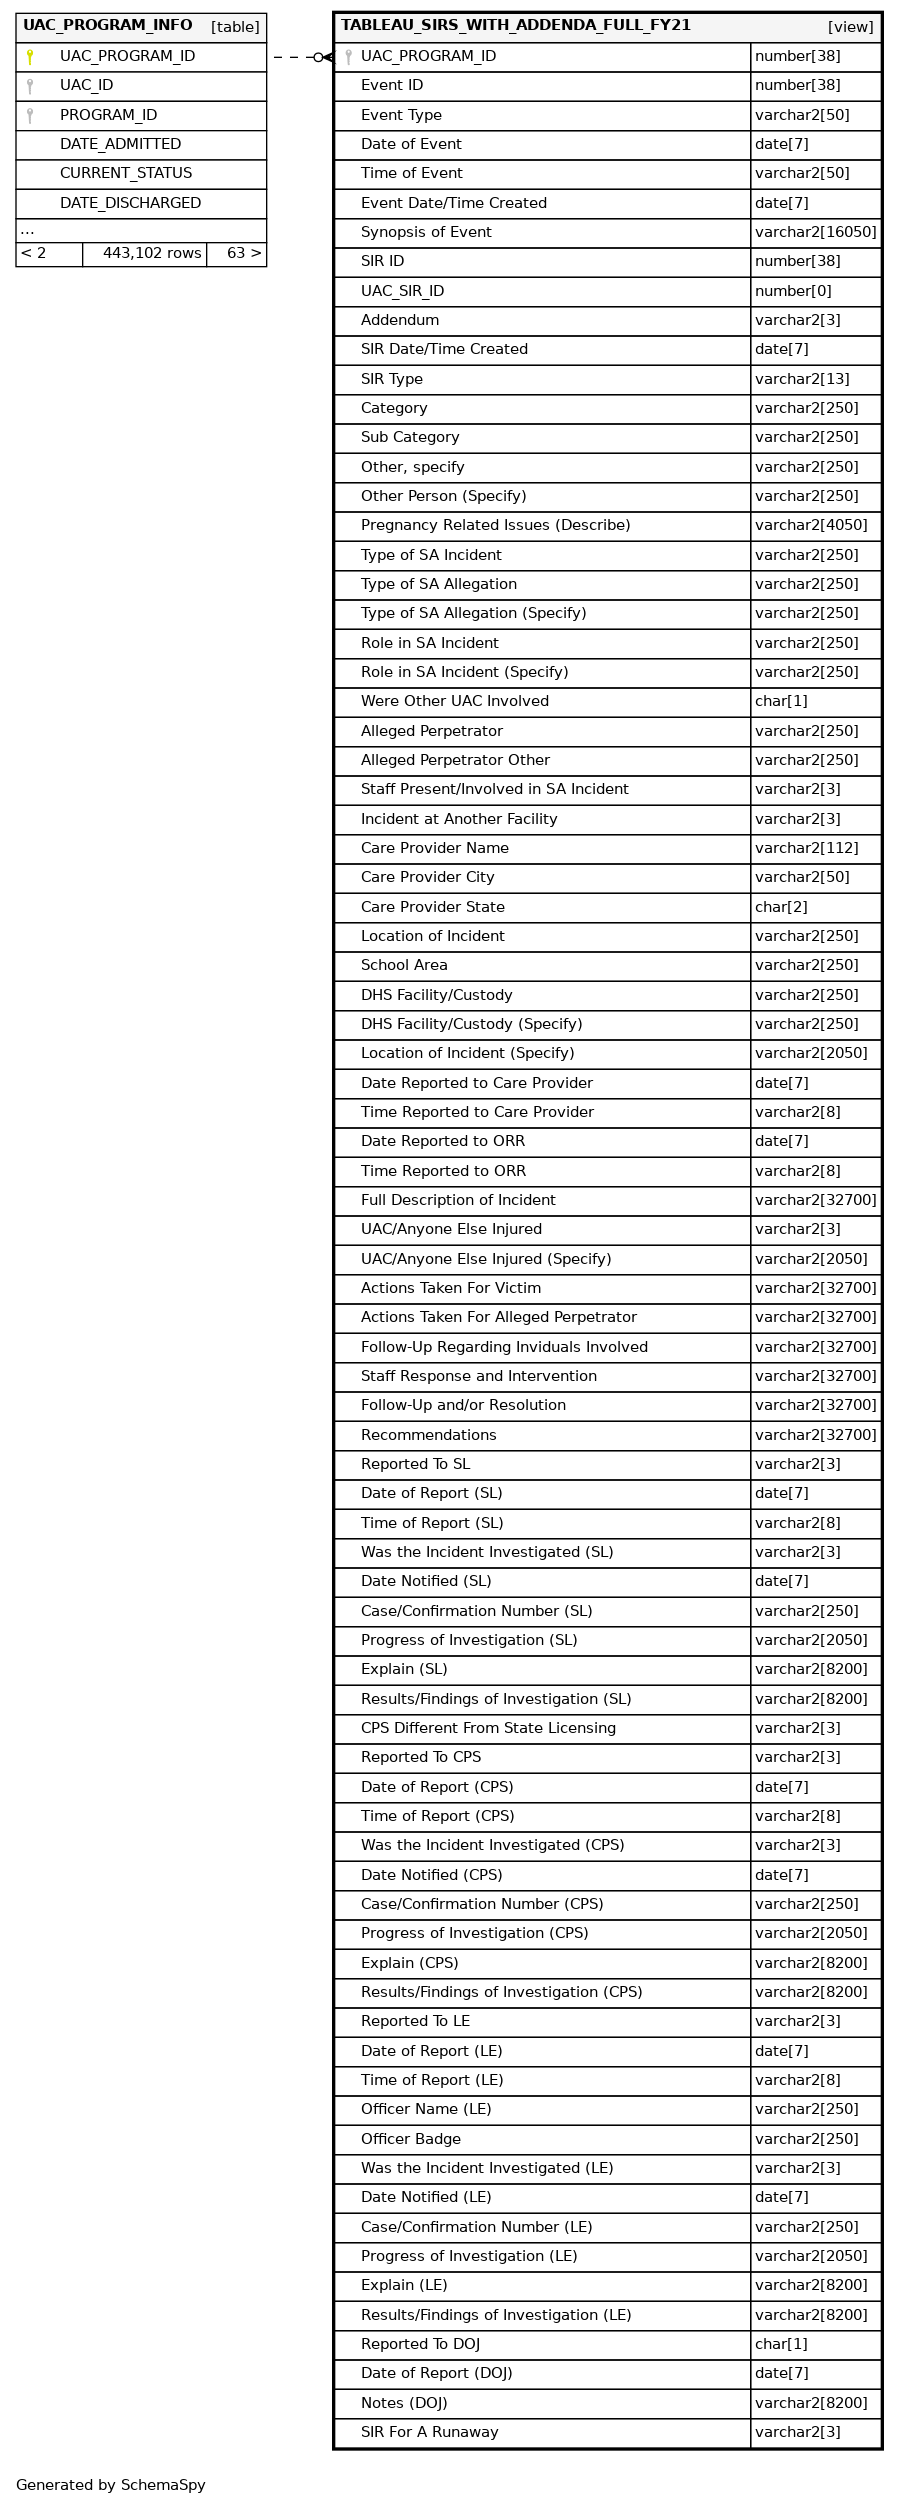 UAC_PROGRAM_INFO [table]
UAC_PROGRAM_ID
UAC_ID
PROGRAM_ID
DATE_ADMITTED
CURRENT_STATUS
DATE_DISCHARGED
...
< 2 443,102 rows 63 >
TABLEAU_SIRS_WITH_ADDENDA_FULL_FY21 [view]
UAC_PROGRAM_ID number[38]
Event ID number[38]
Event Type varchar2[50]
Date of Event date[7]
Time of Event varchar2[50]
Event Date/Time Created date[7]
Synopsis of Event varchar2[16050]
SIR ID number[38]
UAC_SIR_ID number[0]
Addendum varchar2[3]
SIR Date/Time Created date[7]
SIR Type varchar2[13]
Category varchar2[250]
Sub Category varchar2[250]
Other, specify varchar2[250]
Other Person (Specify) varchar2[250]
Pregnancy Related Issues (Describe) varchar2[4050]
Type of SA Incident varchar2[250]
Type of SA Allegation varchar2[250]
Type of SA Allegation (Specify) varchar2[250]
Role in SA Incident varchar2[250]
Role in SA Incident (Specify) varchar2[250]
Were Other UAC Involved char[1]
Alleged Perpetrator varchar2[250]
Alleged Perpetrator Other varchar2[250]
Staff Present/Involved in SA Incident varchar2[3]
Incident at Another Facility varchar2[3]
Care Provider Name varchar2[112]
Care Provider City varchar2[50]
Care Provider State char[2]
Location of Incident varchar2[250]
School Area varchar2[250]
DHS Facility/Custody varchar2[250]
DHS Facility/Custody (Specify) varchar2[250]
Location of Incident (Specify) varchar2[2050]
Date Reported to Care Provider date[7]
Time Reported to Care Provider varchar2[8]
Date Reported to ORR date[7]
Time Reported to ORR varchar2[8]
Full Description of Incident varchar2[32700]
UAC/Anyone Else Injured varchar2[3]
UAC/Anyone Else Injured (Specify) varchar2[2050]
Actions Taken For Victim varchar2[32700]
Actions Taken For Alleged Perpetrator varchar2[32700]
Follow-Up Regarding Inviduals Involved varchar2[32700]
Staff Response and Intervention varchar2[32700]
Follow-Up and/or Resolution varchar2[32700]
Recommendations varchar2[32700]
Reported To SL varchar2[3]
Date of Report (SL) date[7]
Time of Report (SL) varchar2[8]
Was the Incident Investigated (SL) varchar2[3]
Date Notified (SL) date[7]
Case/Confirmation Number (SL) varchar2[250]
Progress of Investigation (SL) varchar2[2050]
Explain (SL) varchar2[8200]
Results/Findings of Investigation (SL) varchar2[8200]
CPS Different From State Licensing varchar2[3]
Reported To CPS varchar2[3]
Date of Report (CPS) date[7]
Time of Report (CPS) varchar2[8]
Was the Incident Investigated (CPS) varchar2[3]
Date Notified (CPS) date[7]
Case/Confirmation Number (CPS) varchar2[250]
Progress of Investigation (CPS) varchar2[2050]
Explain (CPS) varchar2[8200]
Results/Findings of Investigation (CPS) varchar2[8200]
Reported To LE varchar2[3]
Date of Report (LE) date[7]
Time of Report (LE) varchar2[8]
Officer Name (LE) varchar2[250]
Officer Badge varchar2[250]
Was the Incident Investigated (LE) varchar2[3]
Date Notified (LE) date[7]
Case/Confirmation Number (LE) varchar2[250]
Progress of Investigation (LE) varchar2[2050]
Explain (LE) varchar2[8200]
Results/Findings of Investigation (LE) varchar2[8200]
Reported To DOJ char[1]
Date of Report (DOJ) date[7]
Notes (DOJ) varchar2[8200]
SIR For A Runaway varchar2[3]
Generated by SchemaSpy